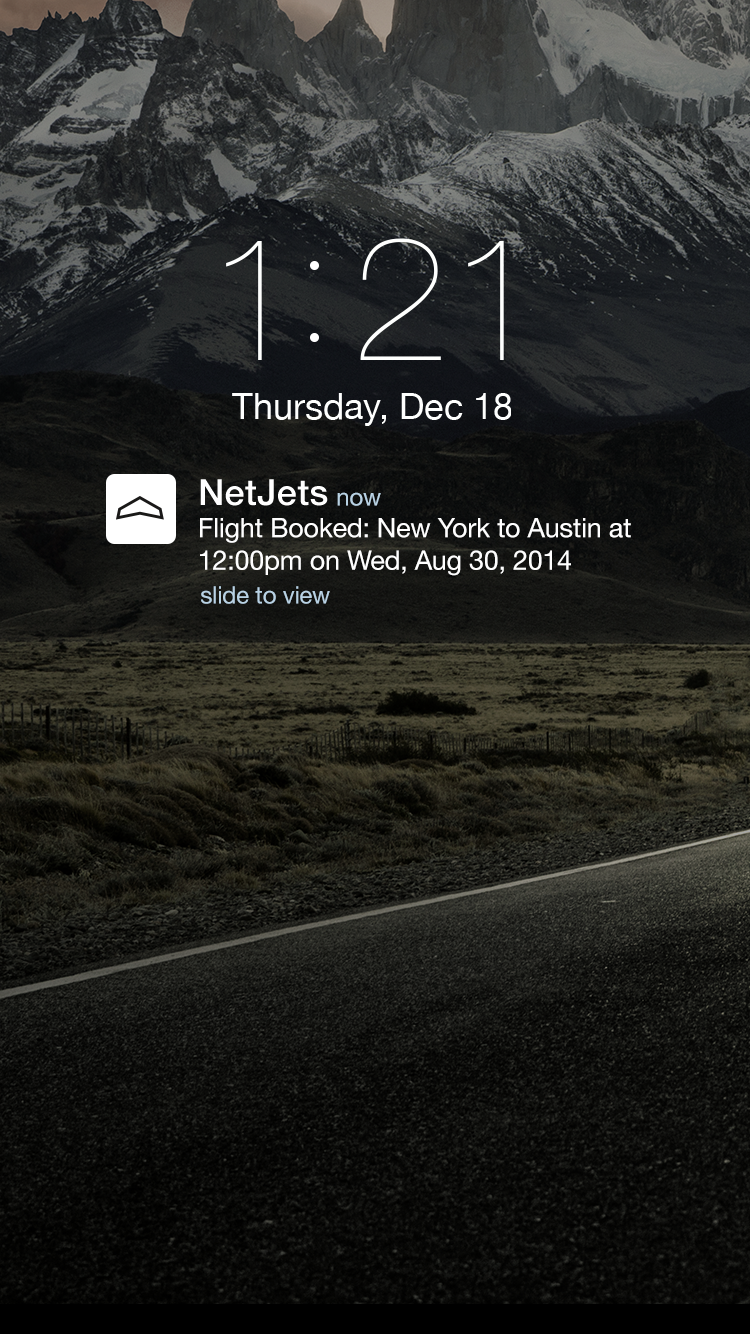 1:21
Thursday, Dec 18
NetJets now
Flight Booked: New York to Austin at
12:00pm on Wed, Aug 30, 2014
slide to view